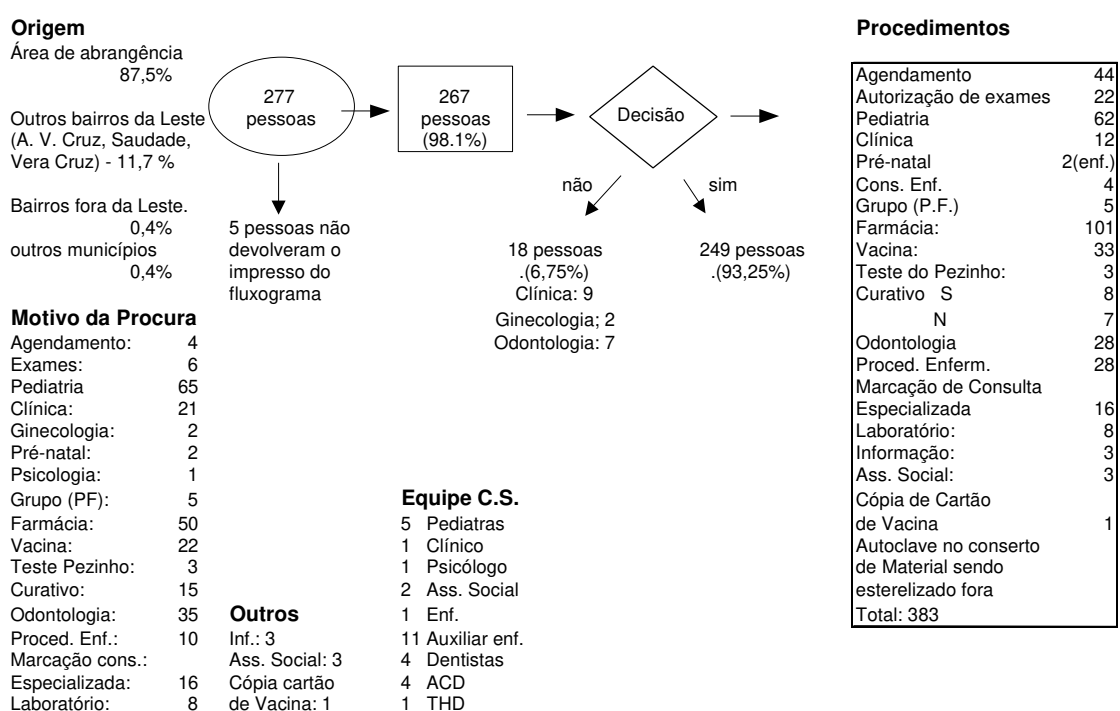 Origem
Área de abrangência
87,5%
Outros bairros da Leste
(A. V. Cruz, Saudade,
Vera Cruz) - 11,7 %
Bairros fora da Leste.
0,4%
outros municípios
0,4%
277
pessoas
267
pessoas
(98.1%)
Decisão
não
sim
5 pessoas não
devolveram o
impresso do
fluxograma
18 pessoas
.(6,75%)
Clínica: 9
Ginecologia; 2
Odontologia: 7
249 pessoas
.(93,25%)
Motivo da Procura
Agendamento: 4
Exames: 6
Pediatria 65
Clínica: 21
Ginecologia: 2
Pré-natal: 2
Psicologia: 1
Grupo (PF): 5
Farmácia: 50
Vacina: 22
Teste Pezinho: 3
Curativo: 15
Odontologia: 35
Proced. Enf.: 10
Marcação cons.:
Especializada: 16
Laboratório: 8
Outros
Inf.: 3
Ass. Social: 3
Cópia cartão
de Vacina: 1
Equipe C.S.
5 Pediatras
1 Clínico
1 Psicólogo
2 Ass. Social
1 Enf.
11 Auxiliar enf.
4 Dentistas
4 ACD
1 THD
Procedimentos
Agendamento 44
Autorização de exames 22
Pediatria 62
Clínica 12
Pré-natal 2(enf.)
Cons. Enf. 4
Grupo (P.F.) 5
Farmácia: 101
Vacina: 33
Teste do Pezinho: 3
Curativo S 8
N 7
Odontologia 28
Proced. Enferm. 28
Marcação de Consulta
Especializada 16
Laboratório: 8
Informação: 3
Ass. Social: 3
Cópia de Cartão
de Vacina 1
Autoclave no conserto
de Material sendo
esterelizado fora
Total: 383